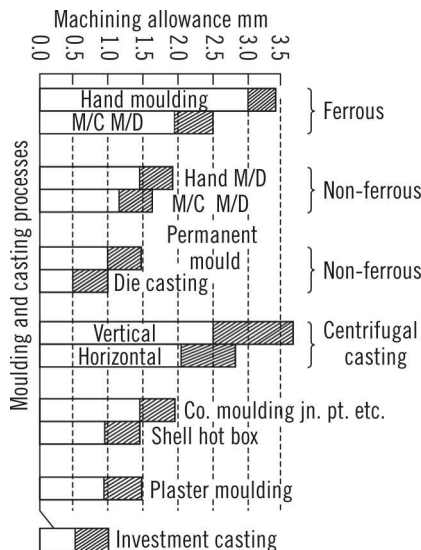 Machining allowance mm
0.0 0.5 1.0 1.5 2.0 2.5 3.0 3.5
Moulding and casting processes
Hand moulding
M/C M/D
Ferrous
Hand M/D
M/C M/D
Non-ferrous
Permanent
mould
Die casting
Non-ferrous
Vertical
Horizontal
Centrifugal
casting
Co. moulding jn. pt. etc.
Shell hot box
Plaster moulding
Investment casting